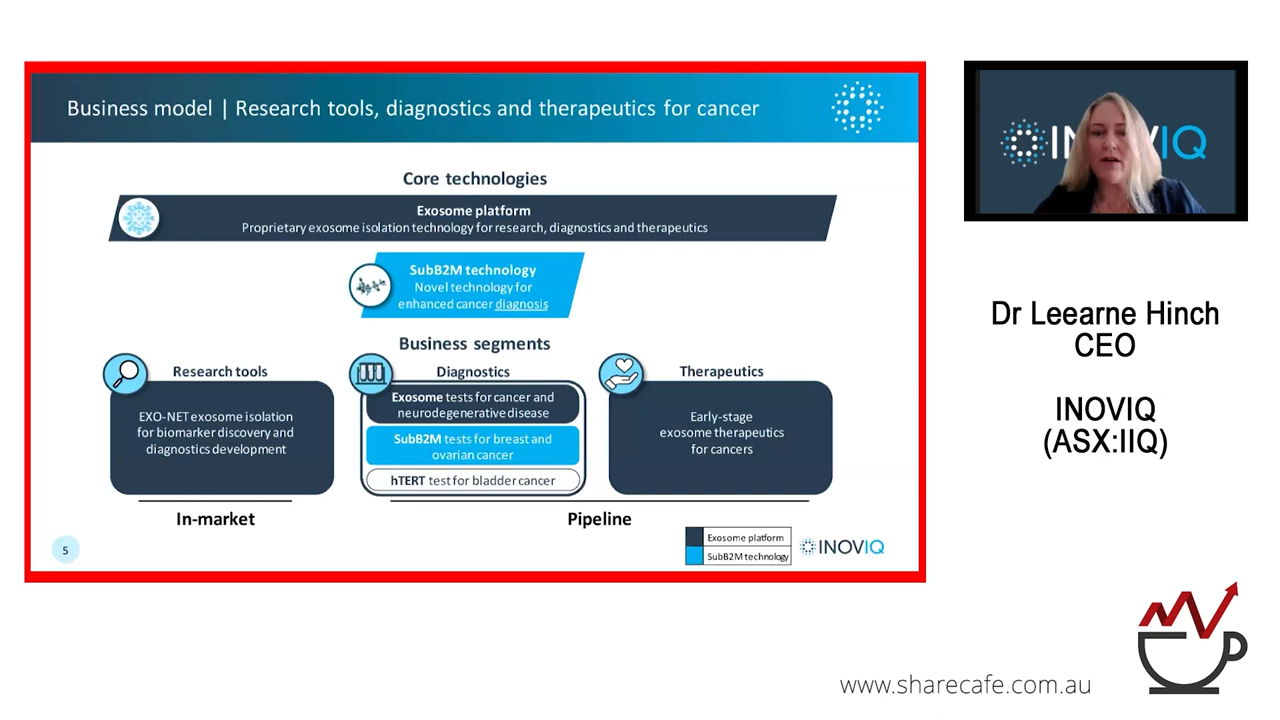 Business model | Research tools, diagnostics and therapeutics for cancer
Core technologies
Exosome platform
Proprietary exosome isolation technology for research, diagnostics and therapeutics
SubB2M technology
Novel technology for
enhanced cancer diagnosis
Business segments
Research tools
EXO-NET exosome isolation
for biomarker discovery and
diagnostics development
Diagnostics
Exosome tests for cancer and
neurodegenerative disease
SubB2M tests for breast and
ovarian cancer
hTERT test for bladder cancer
Therapeutics
Early-stage
exosome therapeutics
for cancers
In-market
Pipeline
5
Exosome platform
SubB2M technology
INOVIQ
Dr Leearne Hinch
CEO
INOVIQ
(ASX:IIQ)
www.sharecafe.com.au